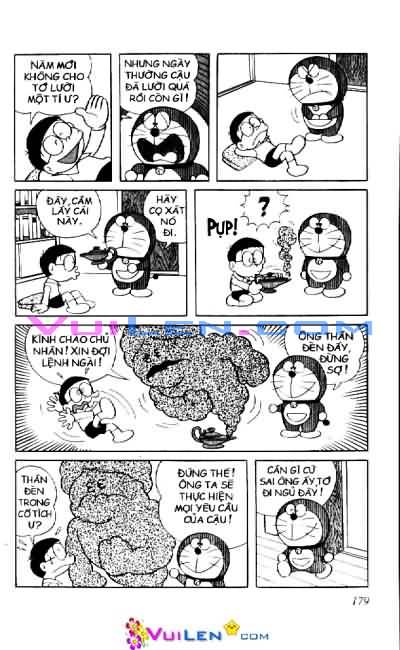 NĂM MỚI
KHÔNG CHO
TỚ LƯỜI
MỘT TÍ Ư?
NHƯNG NGÀY
THƯỜNG CẬU
ĐÃ LƯỜI QUÁ
RỒI CÒN GÌ!
ĐÂY, CẦM
LẤY CÁI
NÀY.
HÃY
CỌ XÁT
NÓ
ĐI.
PỤP!
?
VuiLen.com
KÍNH CHÀO CHỦ
NHÂN! XIN ĐỢI
LỆNH NGÀI!
ÔNG THẦN
ĐÈN ĐẤY,
ĐỪNG
SỢ!
THẦN
ĐÈN TRONG
CỔ TÍCH
Ư?
ĐÚNG THẾ!
ÔNG TA SẼ
THỰC HIỆN
MỌI YÊU CẦU
CỦA CẬU!
CẦN GÌ CỨ
SAI ÔNG ẤY, TỚ
ĐI NGỦ ĐÂY!
179
VuiLen.com